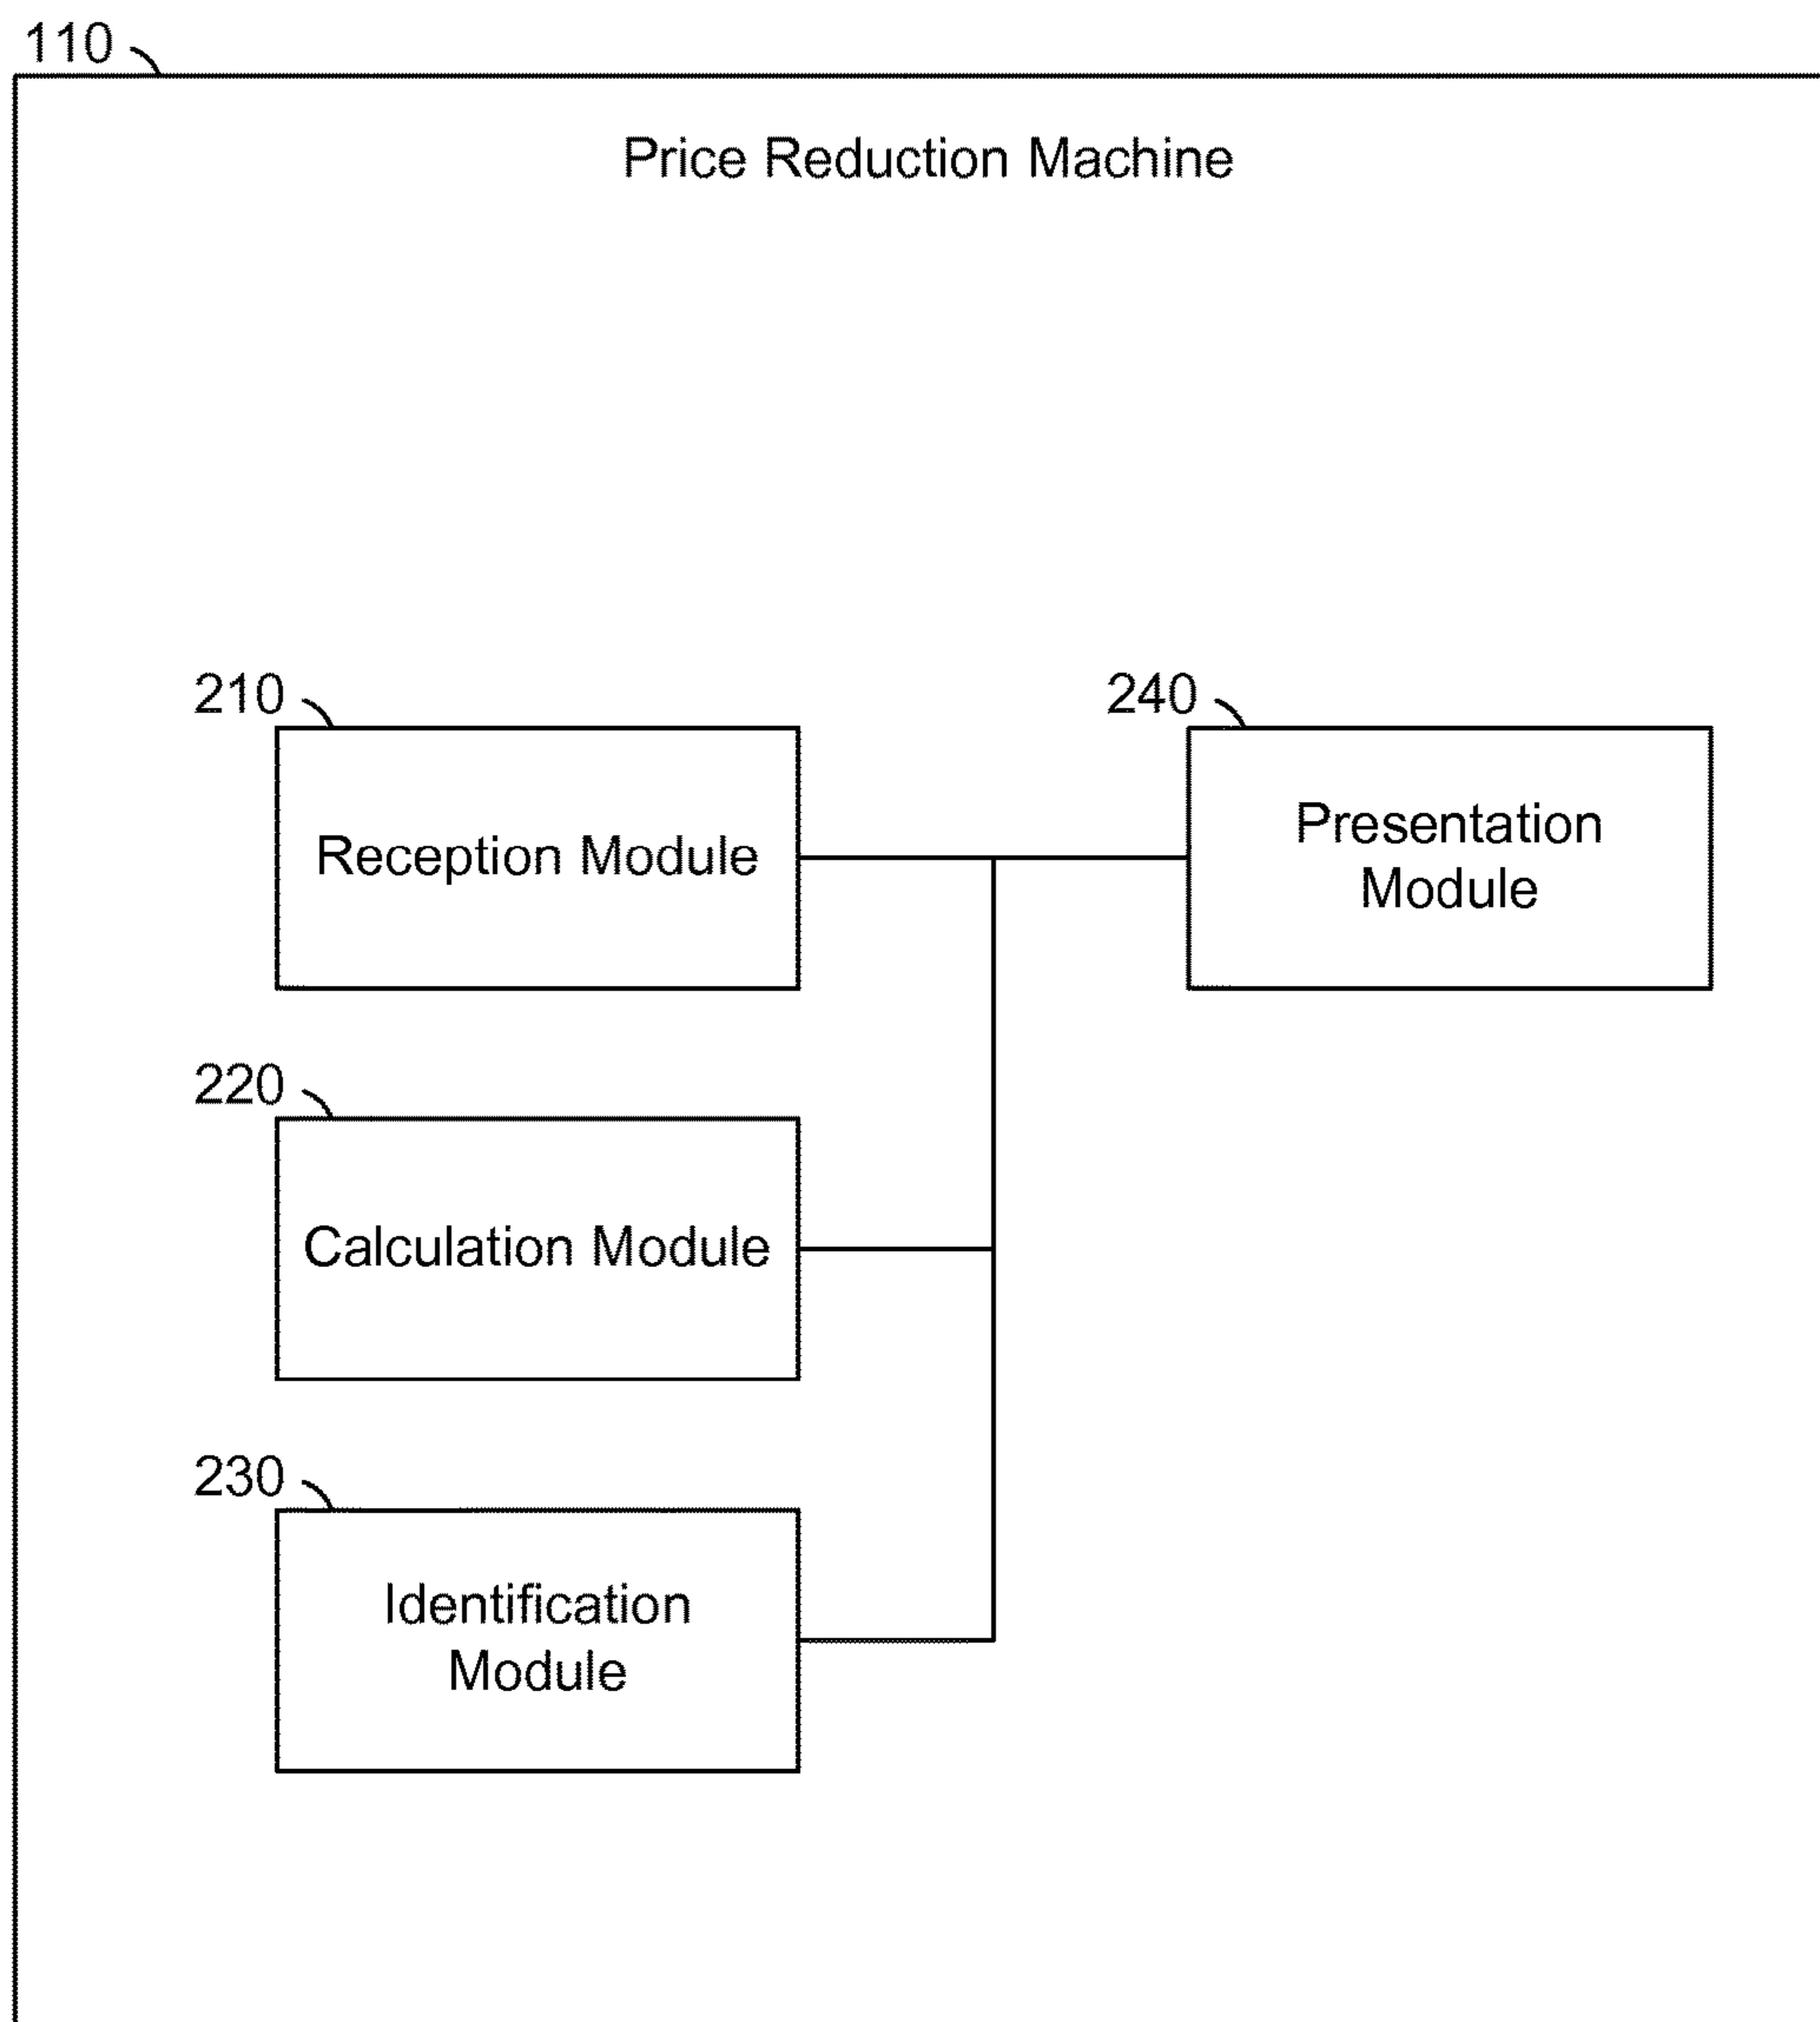 110
Price Reduction Machine
210
240
Reception Module
Presentation
Module
220
Calculation Module
230
Identification
Module